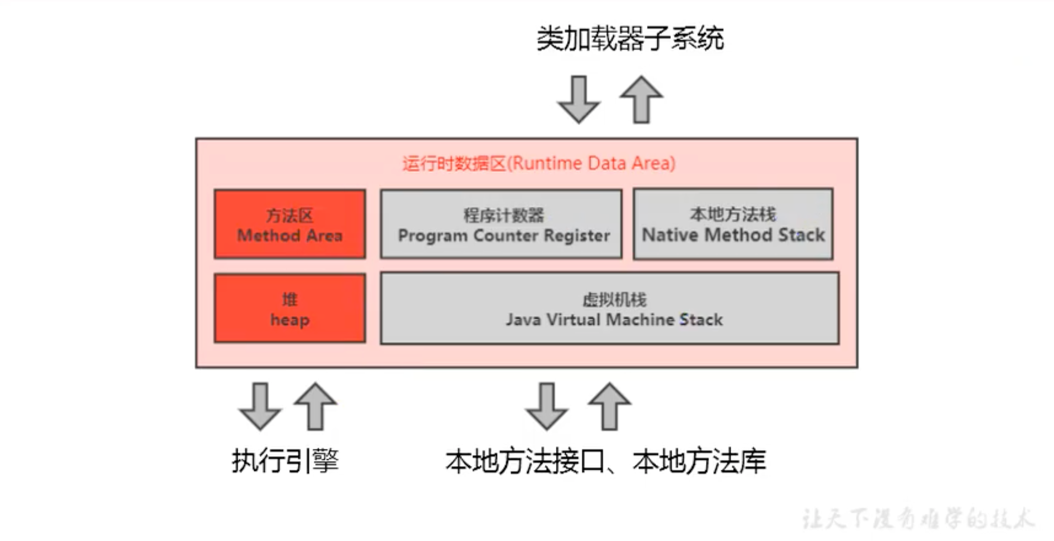 类加载器子系统
运行时数据区(Runtime Data Area)
方法区
Method Area
程序计数器
Program Counter Register
本地方法栈
Native Method Stack
堆
heap
虚拟机栈
Java Virtual Machine Stack
执行引擎
本地方法接口、本地方法库
让天下没有难学的技术